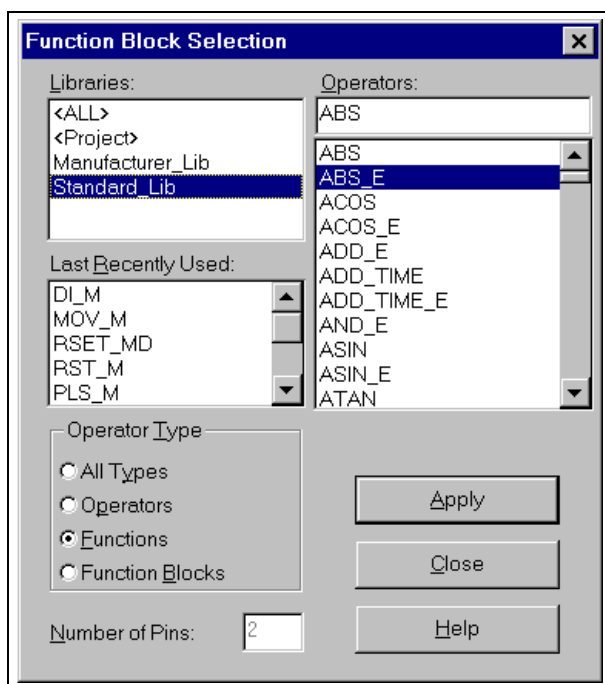 Function Block Selection
Libraries:
<ALL>
<Project>
Manufacturer_Lib
Standard_Lib
Operators:
ABS
ABS
ABS_E
ACOS
ACOS_E
ADD_E
ADD_TIME
ADD_TIME_E
AND_E
ASIN
ASIN_E
ATAN
Last Recently Used:
DI_M
MOV_M
RSET_MD
RST_M
PLS_M
Operator Type
All Types
Operators
Functions
Function Blocks
Number of Pins: 2
Apply
Close
Help